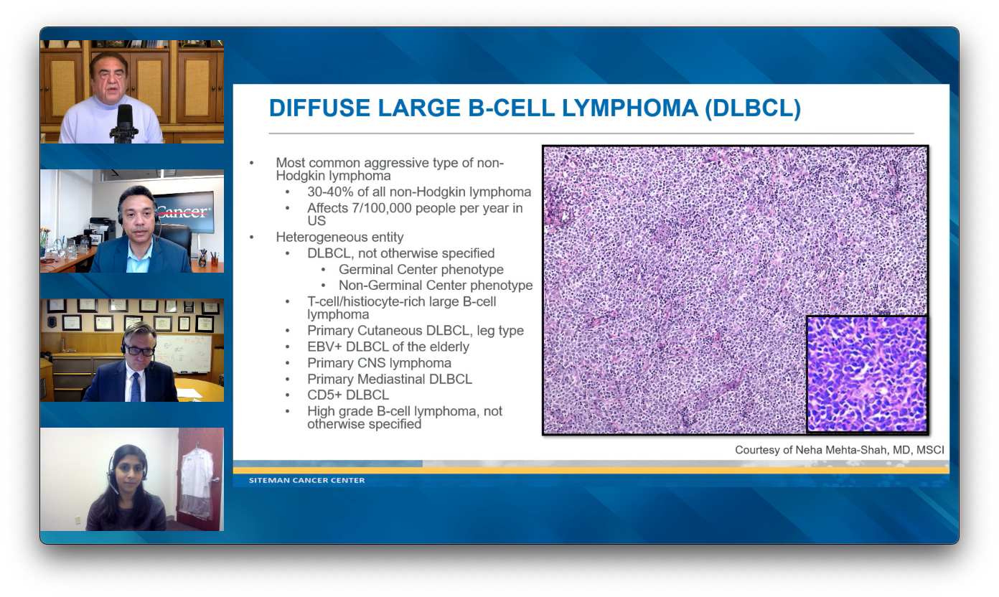 Cancer®
DIFFUSE LARGE B-CELL LYMPHOMA (DLBCL)
• Most common aggressive type of non-
Hodgkin lymphoma
• 30-40% of all non-Hodgkin lymphoma
• Affects 7/100,000 people per year in
US
• Heterogeneous entity
• DLBCL, not otherwise specified
• Germinal Center phenotype
• Non-Germinal Center phenotype
• T-cell/histiocyte-rich large B-cell
lymphoma
• Primary Cutaneous DLBCL, leg type
• EBV+ DLBCL of the elderly
• Primary CNS lymphoma
• Primary Mediastinal DLBCL
• CD5+ DLBCL
• High grade B-cell lymphoma, not
otherwise specified
Courtesy of Neha Mehta-Shah, MD, MSCI
SITEMAN CANCER CENTER